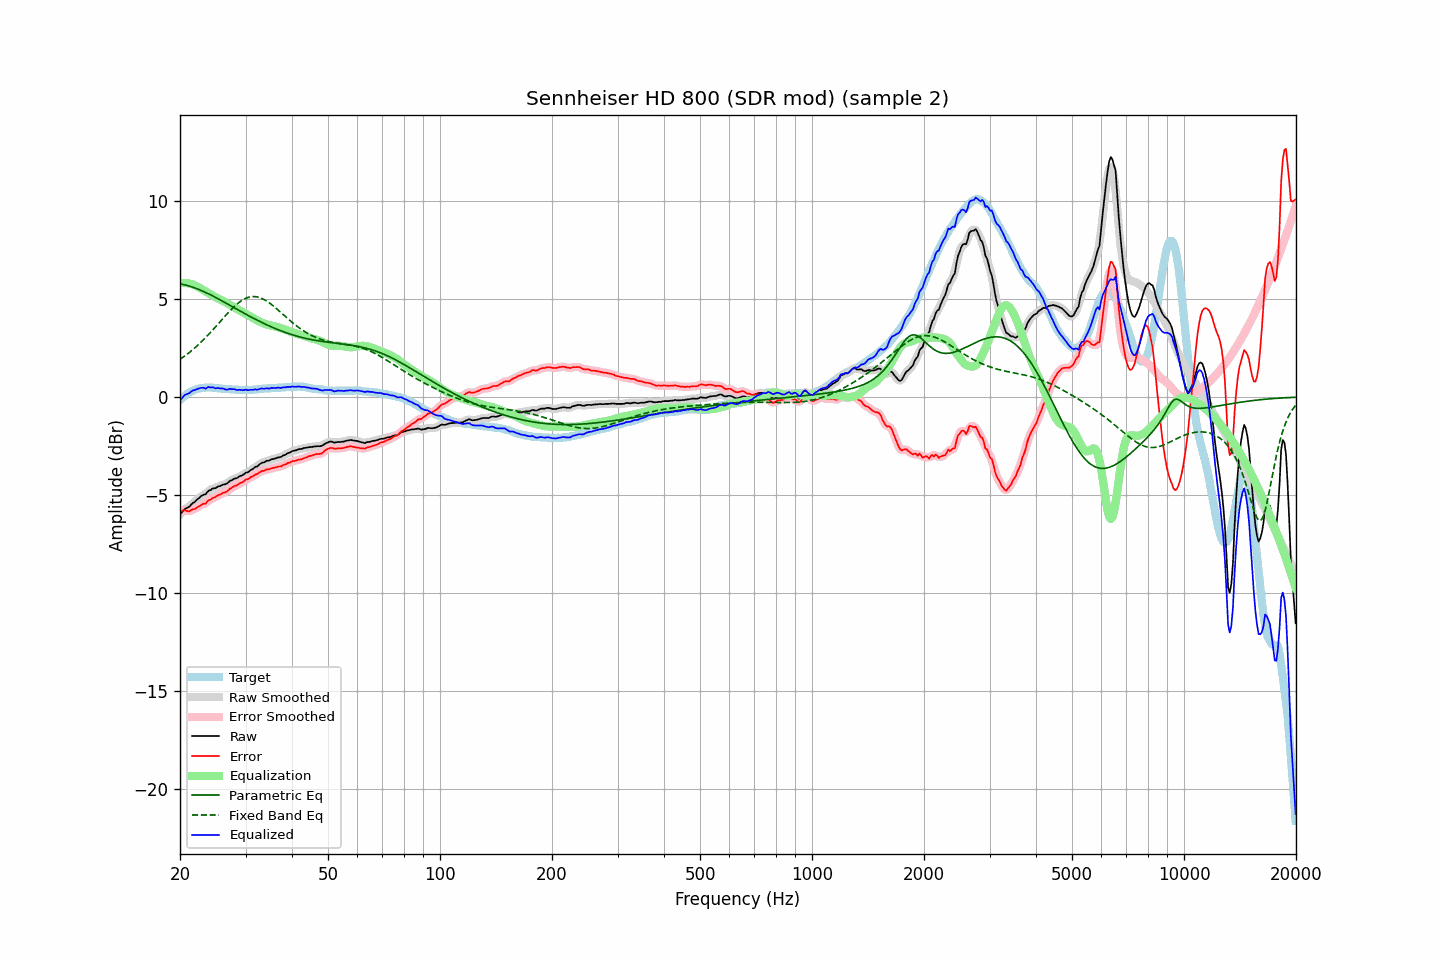 Sennheiser HD 800 (SDR mod) (sample 2)
Amplitude (dBr)
10
5
0
−5
−10
−15
−20
Target
Raw Smoothed
Error Smoothed
Raw
Error
Equalization
Parametric Eq
Fixed Band Eq
Equalized
20 50 100 200 500 1000 2000 5000 10000 20000
Frequency (Hz)